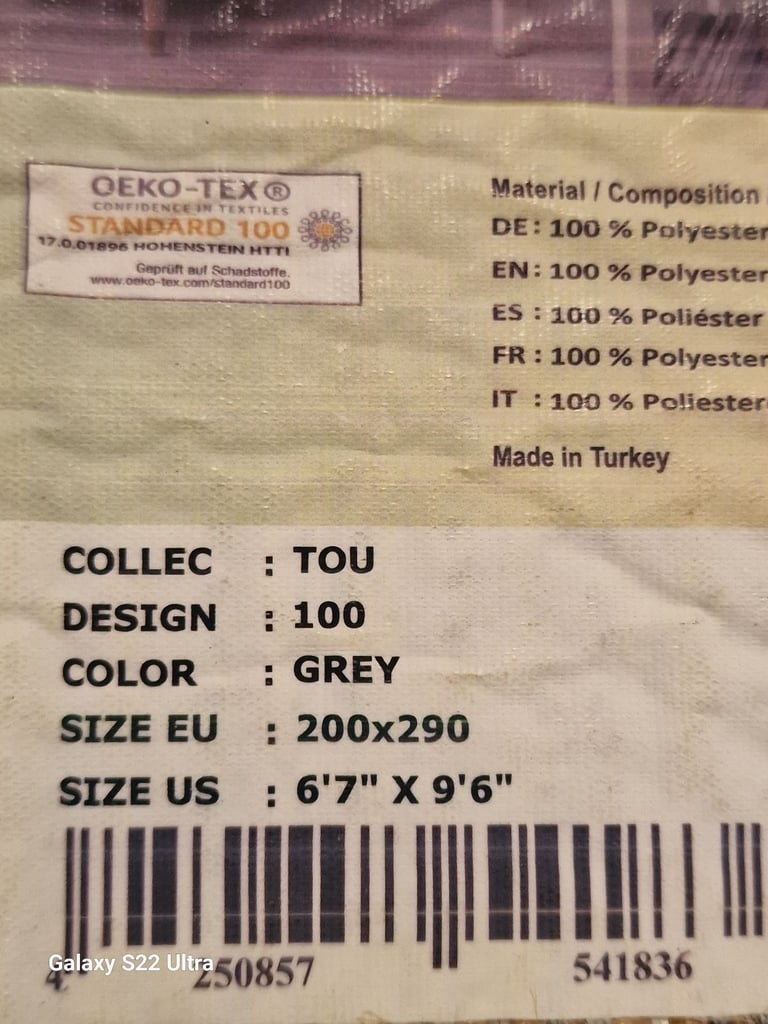 OEKO-TEX®
CONFIDENCE IN TEXTILES
STANDARD 100
17.0.01896 HOHENSTEIN HTTI
Geprüft auf Schadstoffe.
www.oeko-tex.com/standard100
Material / Composition
DE : 100 % Polyester
EN : 100 % Polyester
ES : 100 % Poliéster
FR : 100 % Polyester
IT : 100 % Poliester
Made in Turkey
COLLEC : TOU
DESIGN : 100
COLOR : GREY
SIZE EU : 200x290
SIZE US : 6'7" X 9'6"
4 250857 541836
Galaxy S22 Ultra